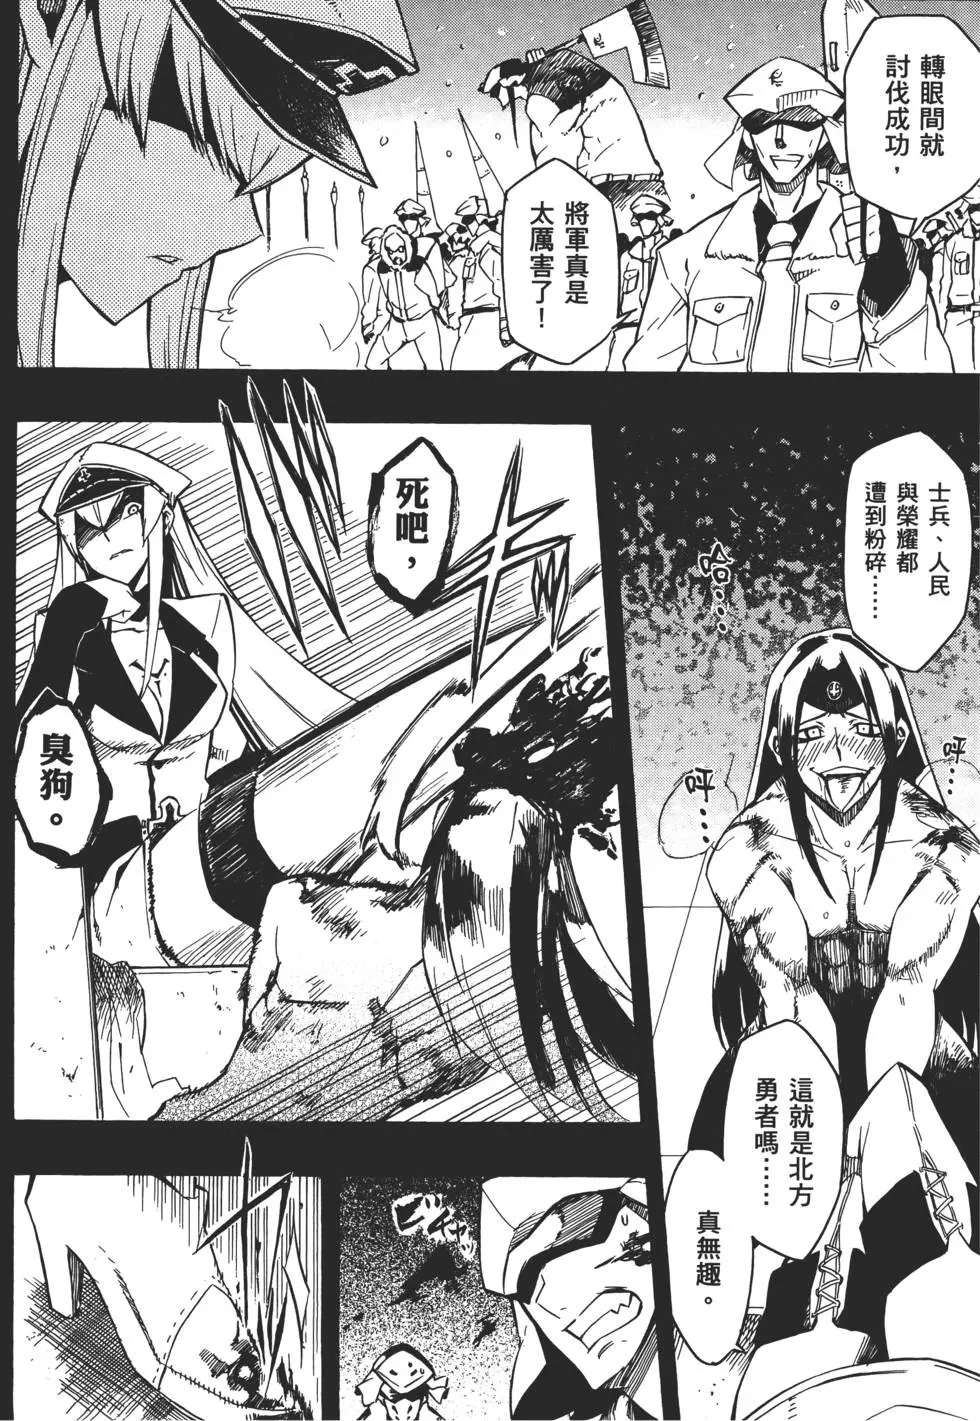 轉眼間就
討伐成功，
將軍真是
太厲害了！
士兵、人民
與榮耀都
遭到粉碎……
哈…
呼…
呼…
這就是北方
勇者嗎……
真無趣。
死吧，
臭狗。